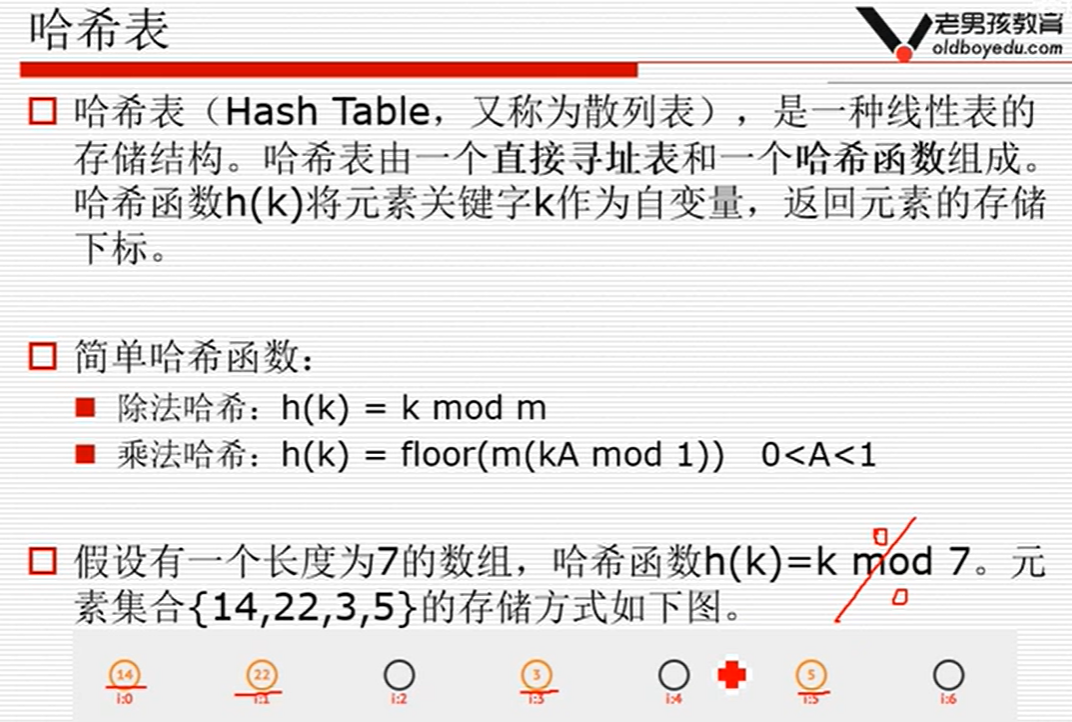 哈希表
老男孩教育
oldboyedu.com
哈希表（Hash Table，又称为散列表），是一种线性表的
存储结构。哈希表由一个直接寻址表和一个哈希函数组成。
哈希函数h(k)将元素关键字k作为自变量，返回元素的存储
下标。
简单哈希函数：
除法哈希：h(k) = k mod m
乘法哈希：h(k) = floor(m(kA mod 1)) 0<A<1
假设有一个长度为7的数组，哈希函数h(k)=k mod 7。元
素集合{14,22,3,5}的存储方式如下图。
14 22 3 5
i:0 i:1 i:2 i:3 i:4 i:5 i:6